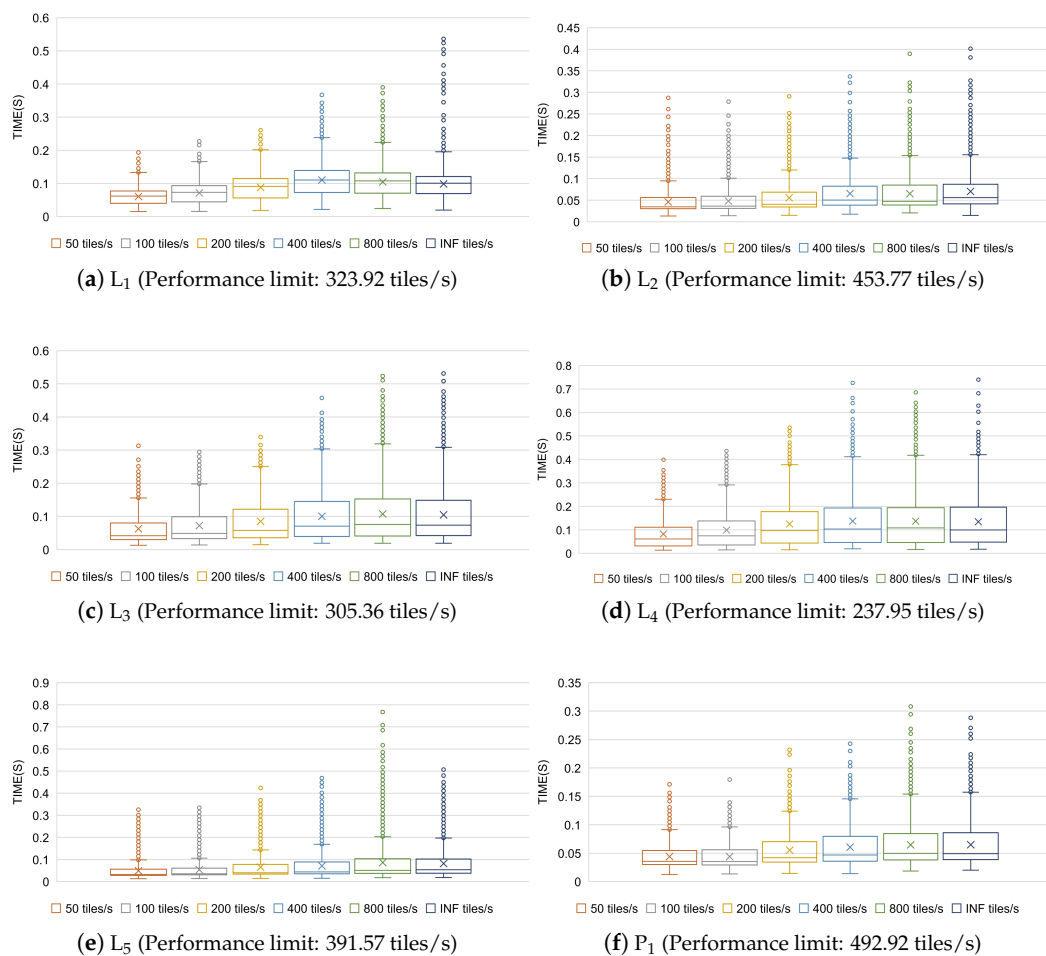 0.6
0.5
0.4
0.3
0.2
0.1
0
TIME(S)
50 tiles/s 100 tiles/s 200 tiles/s 400 tiles/s 800 tiles/s INF tiles/s
(a) L₁ (Performance limit: 323.92 tiles/s)
0.45
0.4
0.35
0.3
0.25
0.2
0.15
0.1
0.05
0
TIME(S)
50 tiles/s 100 tiles/s 200 tiles/s 400 tiles/s 800 tiles/s INF tiles/s
(b) L₂ (Performance limit: 453.77 tiles/s)
0.6
0.5
0.4
0.3
0.2
0.1
0
TIME(S)
50 tiles/s 100 tiles/s 200 tiles/s 400 tiles/s 800 tiles/s INF tiles/s
(c) L₃ (Performance limit: 305.36 tiles/s)
0.8
0.7
0.6
0.5
0.4
0.3
0.2
0.1
0
TIME(S)
50 tiles/s 100 tiles/s 200 tiles/s 400 tiles/s 800 tiles/s INF tiles/s
(d) L₄ (Performance limit: 237.95 tiles/s)
0.9
0.8
0.7
0.6
0.5
0.4
0.3
0.2
0.1
0
TIME(S)
50 tiles/s 100 tiles/s 200 tiles/s 400 tiles/s 800 tiles/s INF tiles/s
(e) L₅ (Performance limit: 391.57 tiles/s)
0.35
0.3
0.25
0.2
0.15
0.1
0.05
0
TIME(S)
50 tiles/s 100 tiles/s 200 tiles/s 400 tiles/s 800 tiles/s INF tiles/s
(f) P₁ (Performance limit: 492.92 tiles/s)